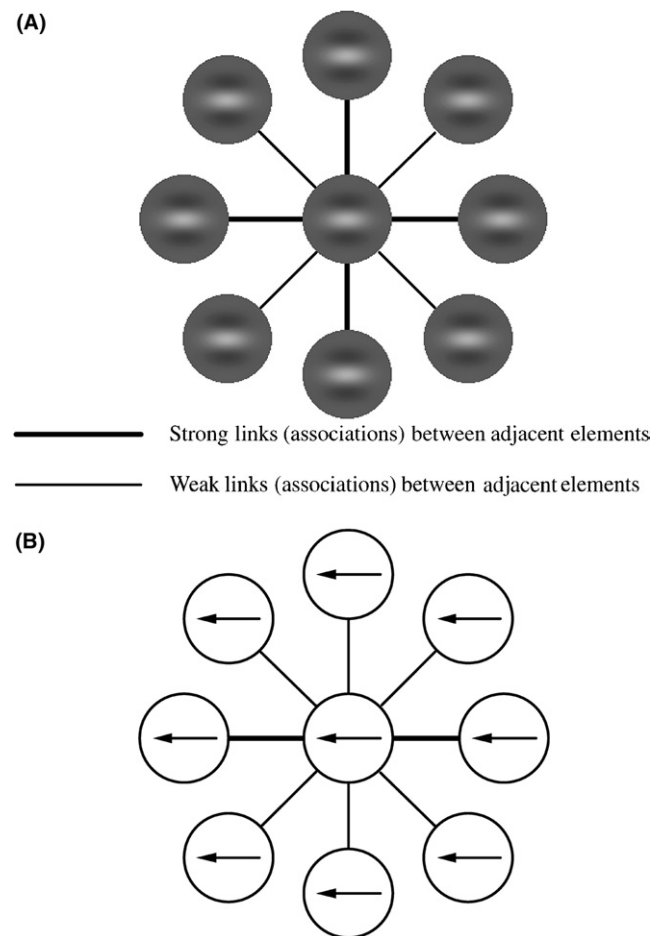 (A)
Strong links (associations) between adjacent elements
Weak links (associations) between adjacent elements
(B)